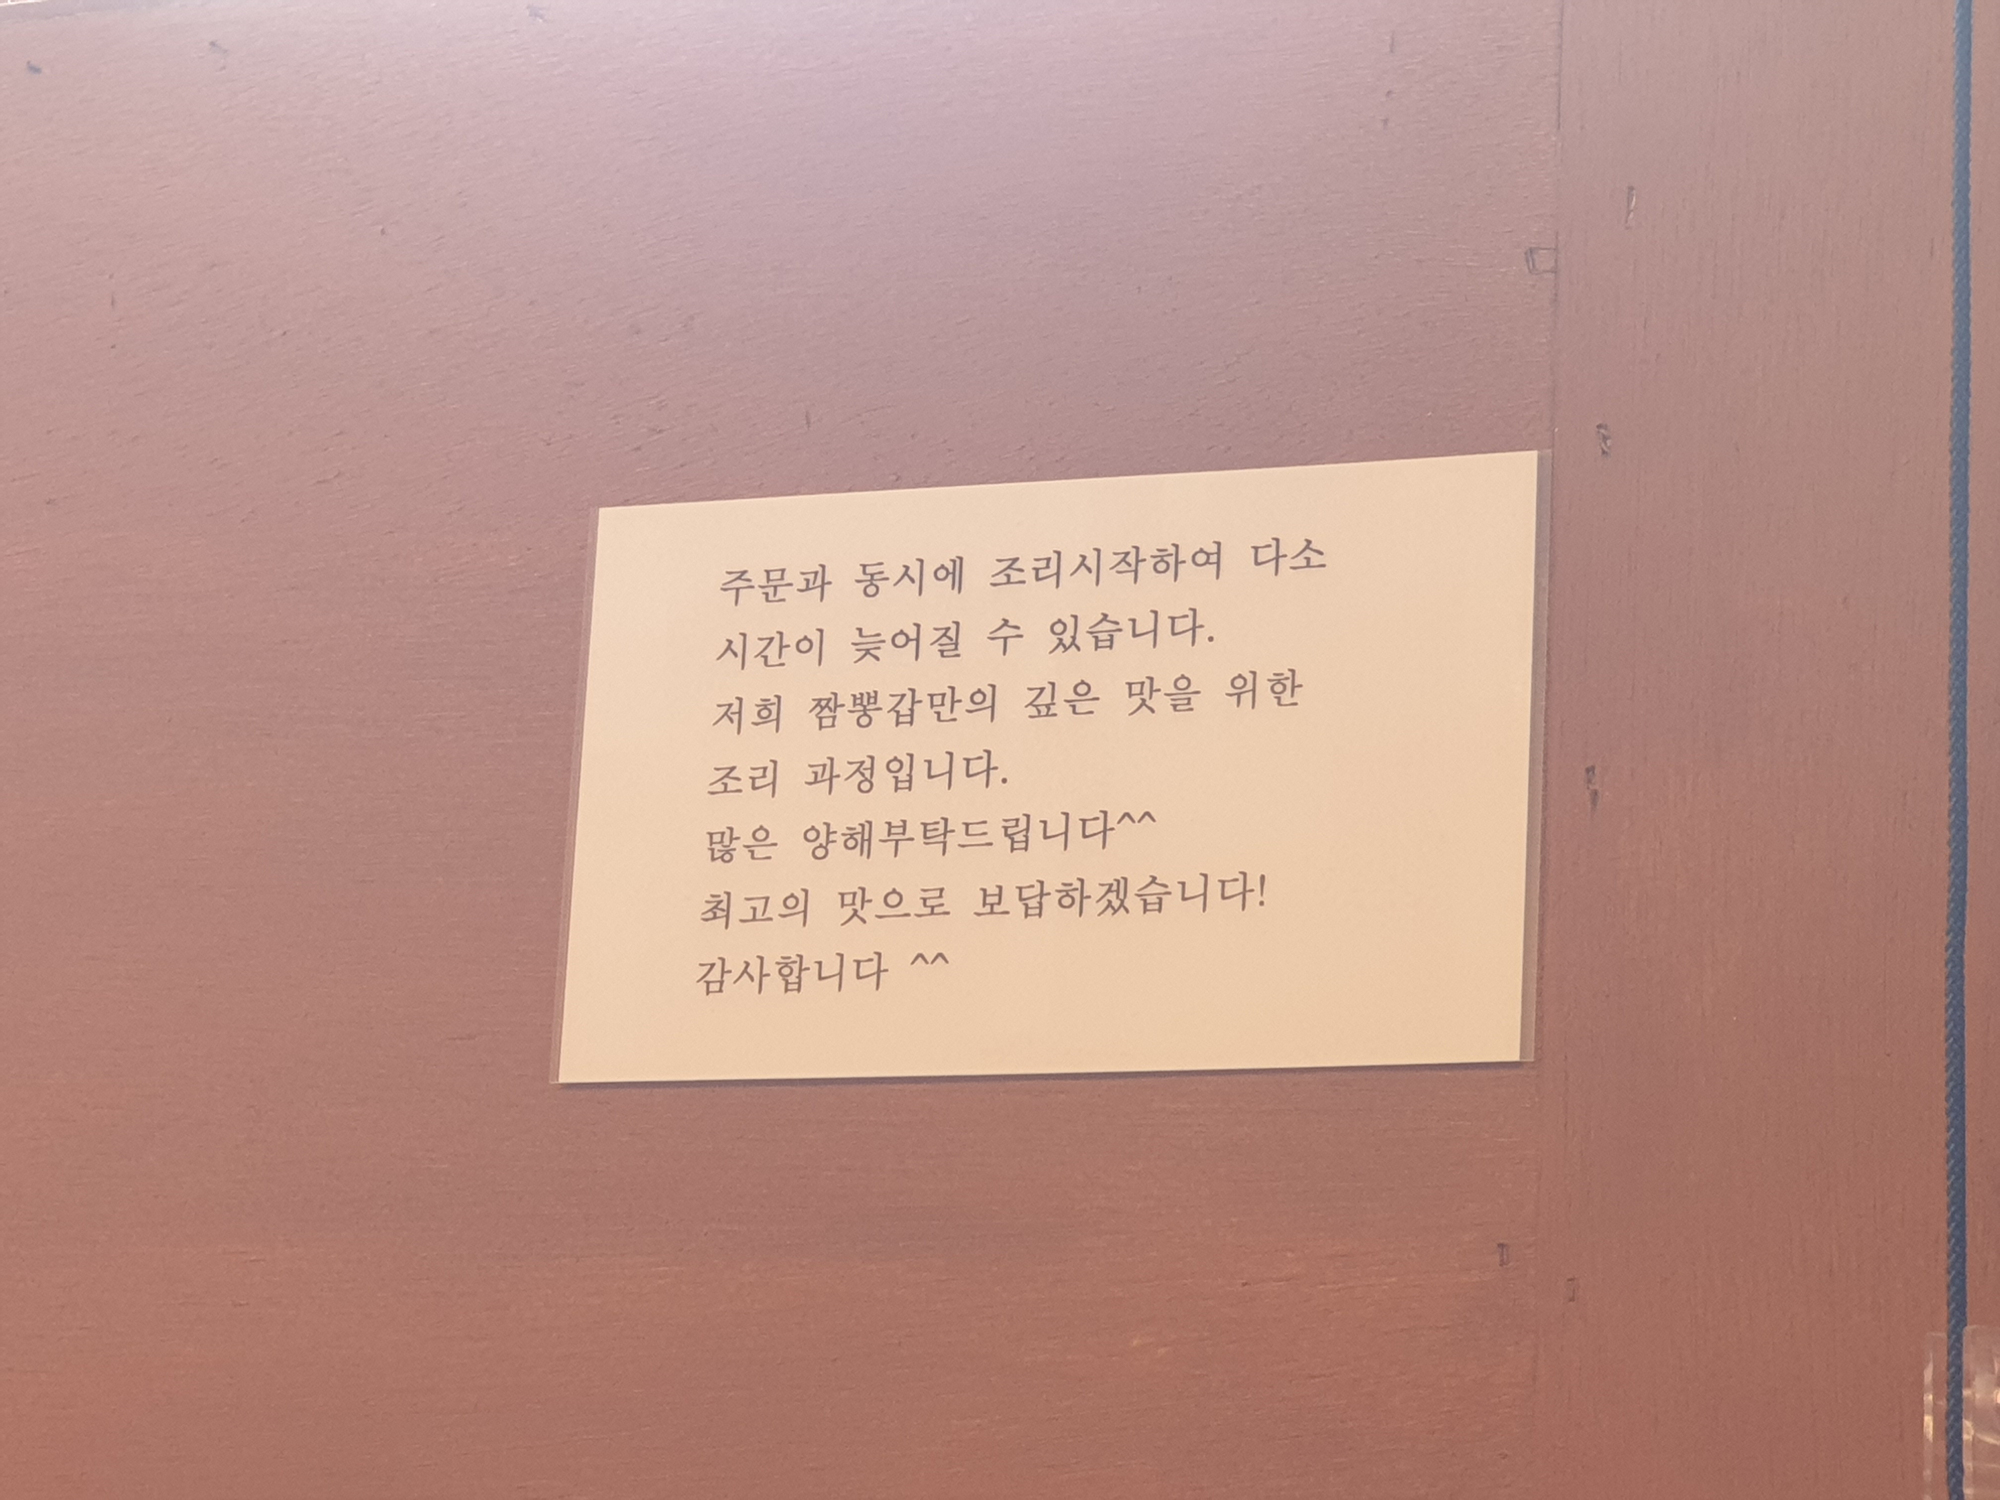 주문과 동시에 조리시작하여 다소
시간이 늦어질 수 있습니다.
저희 짬뽕갑만의 깊은 맛을 위한
조리 과정입니다.
많은 양해부탁드립니다^^
최고의 맛으로 보답하겠습니다!
감사합니다 ^^